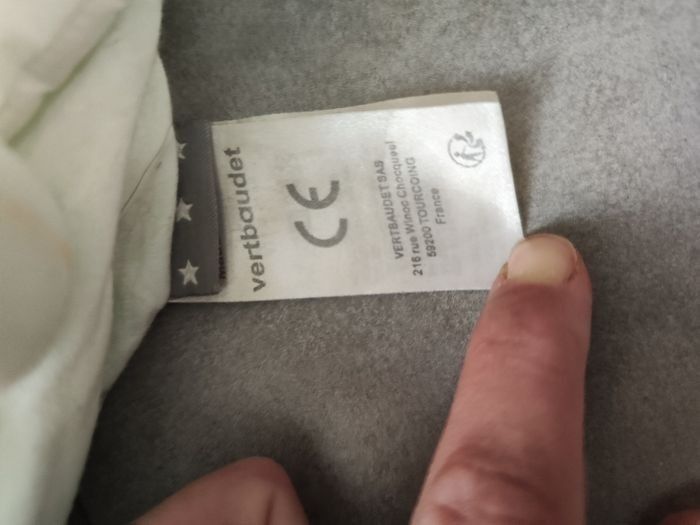 vertbaudet
CE
VERTBAUDET SAS
216 rue Winoc Chocqueel
59200 TOURCOING
France